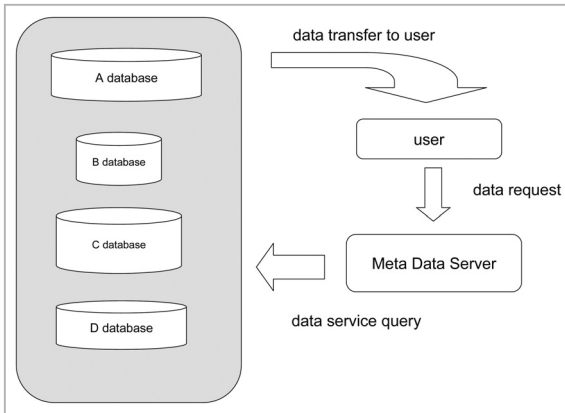 A database
B database
C database
D database
data transfer to user
user
data request
Meta Data Server
data service query